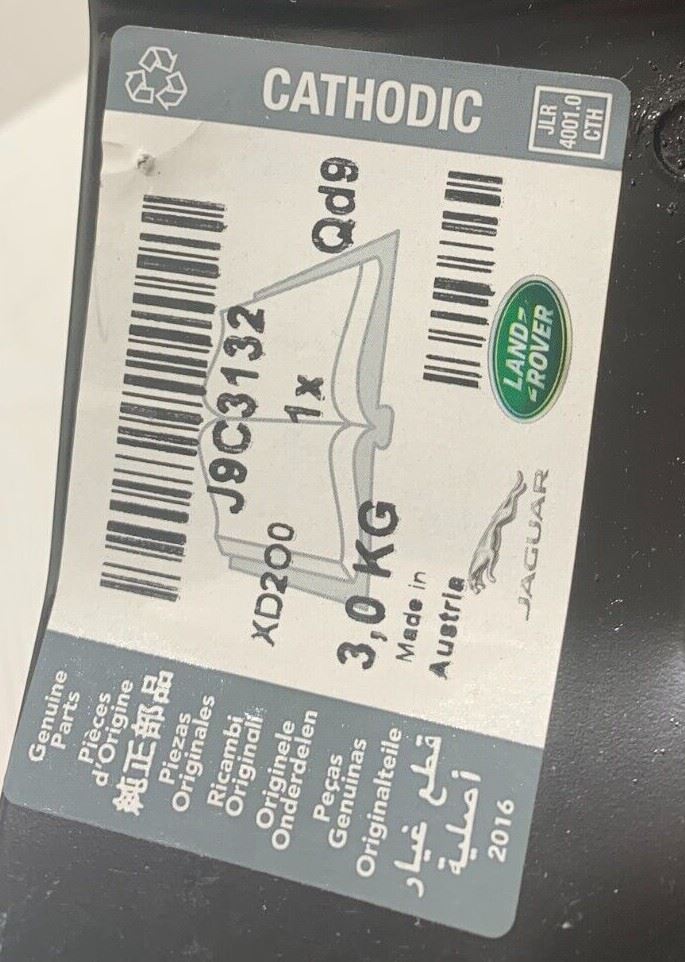 CATHODIC
JLR
4001.0
CTH
J9C3132
Qd9
1x
XD200
3,0 KG
Made in
Austria
LAND-
ROVER
JAGUAR
Genuine
Parts
Pièces
d'Origine
純正部品
Piezas
Originales
Ricambi
Originali
Originele
Onderdelen
Peças
Genuinas
Originalteile
قطع غيار
أصلية
2016